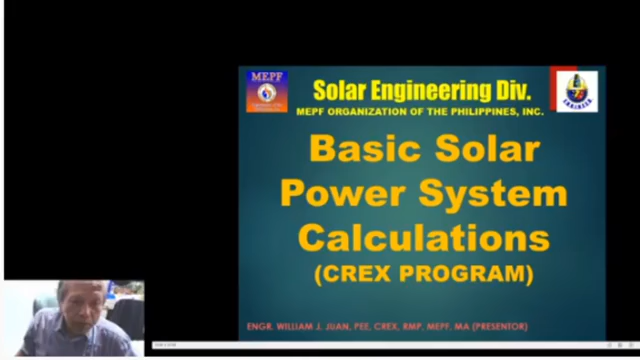 MEPF
Solar Engineering Div.
MEPF ORGANIZATION OF THE PHILIPPINES, INC.
Basic Solar
Power System
Calculations
(CREX PROGRAM)
ENGR. WILLIAM J. JUAN, PEE, CREX, RMP, MEPF, MA (PRESENTOR)